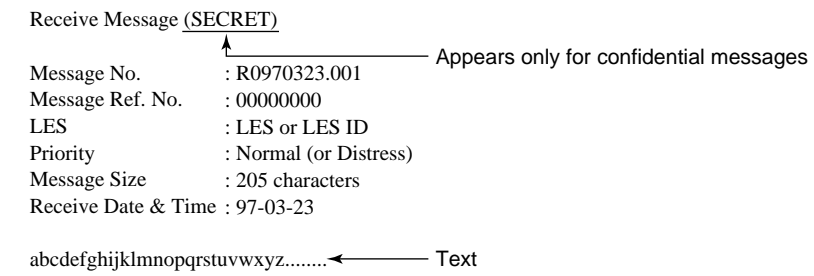 Receive Message (SECRET)
Appears only for confidential messages
Message No. : R0970323.001
Message Ref. No. : 00000000
LES : LES or LES ID
Priority : Normal (or Distress)
Message Size : 205 characters
Receive Date & Time : 97-03-23
abcdefghijklmnopqrstuvwxyz........ Text